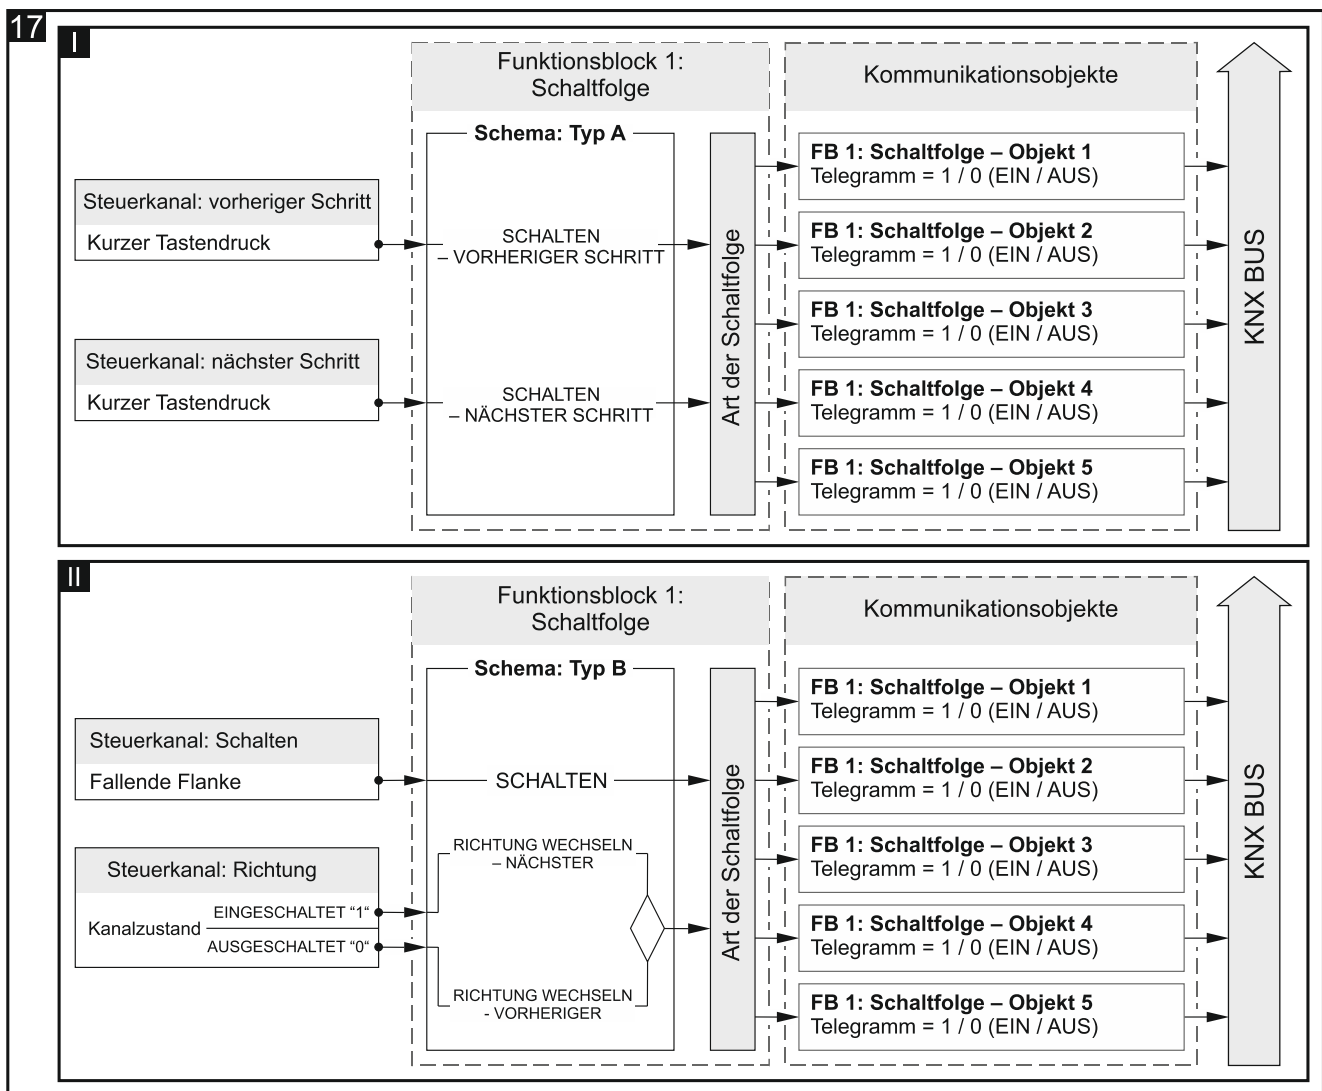 17
I
Funktionsblock 1:
Schaltfolge
Kommunikationsobjekte
Schema: Typ A
Steuerkanal: vorheriger Schritt
Kurzer Tastendruck
SCHALTEN
– VORHERIGER SCHRITT
Steuerkanal: nächster Schritt
Kurzer Tastendruck
SCHALTEN
– NÄCHSTER SCHRITT
Art der Schaltfolge
FB 1: Schaltfolge – Objekt 1
Telegramm = 1 / 0 (EIN / AUS)
FB 1: Schaltfolge – Objekt 2
Telegramm = 1 / 0 (EIN / AUS)
FB 1: Schaltfolge – Objekt 3
Telegramm = 1 / 0 (EIN / AUS)
FB 1: Schaltfolge – Objekt 4
Telegramm = 1 / 0 (EIN / AUS)
FB 1: Schaltfolge – Objekt 5
Telegramm = 1 / 0 (EIN / AUS)
KNX BUS
II
Funktionsblock 1:
Schaltfolge
Kommunikationsobjekte
Schema: Typ B
Steuerkanal: Schalten
Fallende Flanke
SCHALTEN
Steuerkanal: Richtung
Kanalzustand
EINGESCHALTET “1“
AUSGESCHALTET “0“
RICHTUNG WECHSELN
– NÄCHSTER
RICHTUNG WECHSELN
- VORHERIGER
Art der Schaltfolge
FB 1: Schaltfolge – Objekt 1
Telegramm = 1 / 0 (EIN / AUS)
FB 1: Schaltfolge – Objekt 2
Telegramm = 1 / 0 (EIN / AUS)
FB 1: Schaltfolge – Objekt 3
Telegramm = 1 / 0 (EIN / AUS)
FB 1: Schaltfolge – Objekt 4
Telegramm = 1 / 0 (EIN / AUS)
FB 1: Schaltfolge – Objekt 5
Telegramm = 1 / 0 (EIN / AUS)
KNX BUS